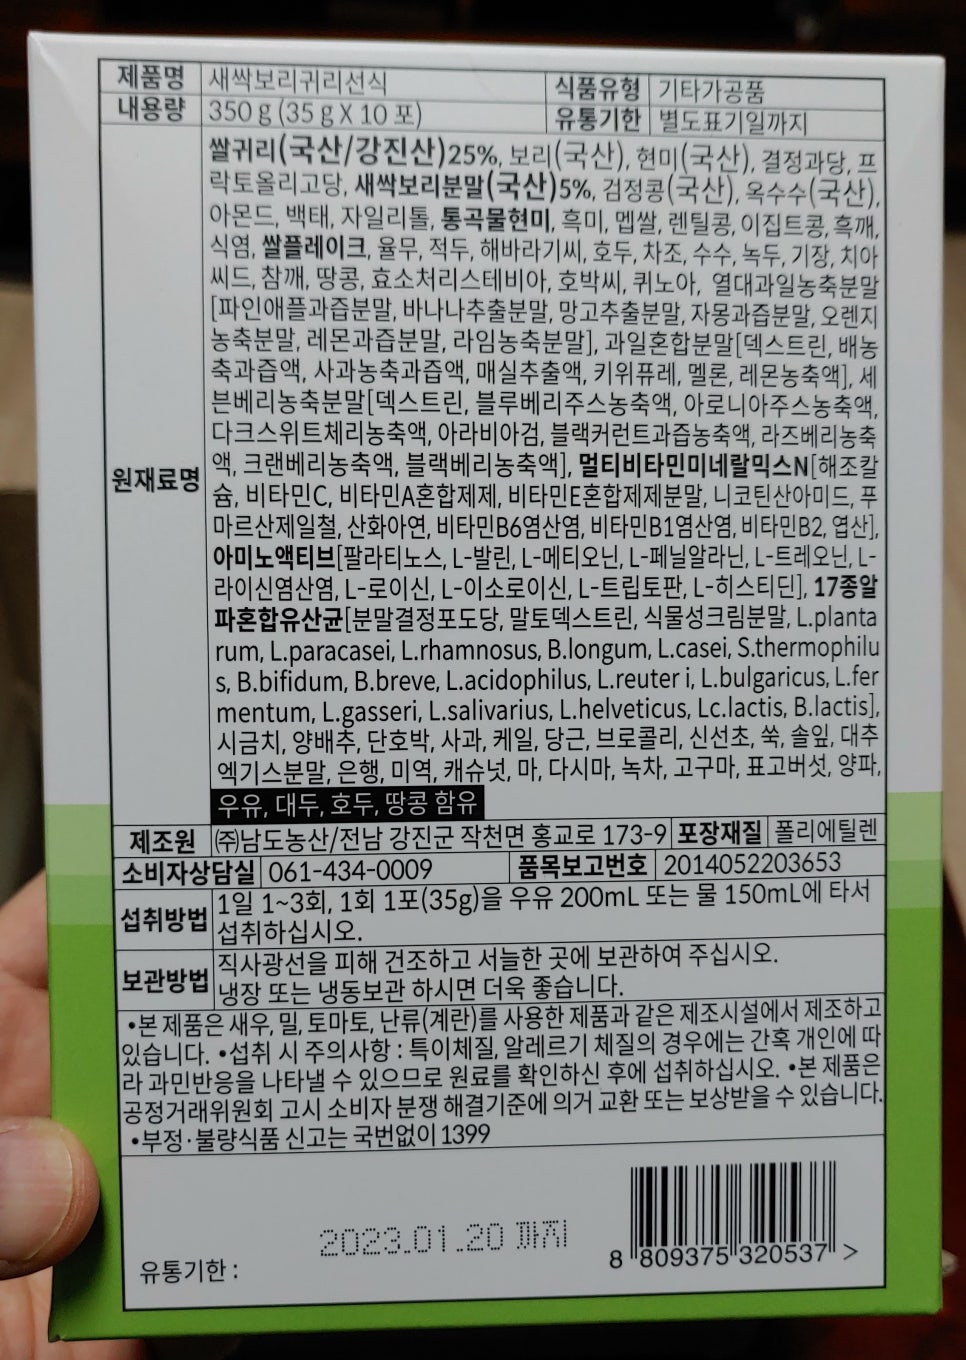 제품명 새싹보리귀리선식 식품유형 기타가공품
내용량 350 g (35 g X 10 포) 유통기한 별도표기일까지
원재료명
쌀귀리(국산/강진산)25%, 보리(국산), 현미(국산), 결정과당, 프
락토올리고당, 새싹보리분말(국산)5%, 검정콩(국산), 옥수수(국산),
아몬드, 백태, 자일리톨, 통곡물현미, 흑미, 멥쌀, 렌틸콩, 이집트콩, 흑깨,
식염, 쌀플레이크, 율무, 적두, 해바라기씨, 호두, 차조, 수수, 녹두, 기장, 치아
씨드, 참깨, 땅콩, 효소처리스테비아, 호박씨, 퀴노아, 열대과일농축분말
[파인애플과즙분말, 바나나추출분말, 망고추출분말, 자몽과즙분말, 오렌지
농축분말, 레몬과즙분말, 라임농축분말], 과일혼합분말[덱스트린, 배농
축과즙액, 사과농축과즙액, 매실추출액, 키위퓨레, 멜론, 레몬농축액], 세
븐베리농축분말[덱스트린, 블루베리주스농축액, 아로니아주스농축액,
다크스위트체리농축액, 아라비아검, 블랙커런트과즙농축액, 라즈베리농축
액, 크랜베리농축액, 블랙베리농축액], 멀티비타민미네랄믹스N[해조칼
슘, 비타민C, 비타민A혼합제제, 비타민E혼합제제분말, 니코틴산아미드, 푸
마르산제일철, 산화아연, 비타민B6염산염, 비타민B1염산염, 비타민B2, 엽산],
아미노액티브[팔라티노스, L-발린, L-메티오닌, L-페닐알라닌, L-트레오닌, L-
라이신염산염, L-로이신, L-이소로이신, L-트립토판, L-히스티딘], 17종알
파혼합유산균[분말결정포도당, 말토덱스트린, 식물성크림분말, L.planta
rum, L.paracasei, L.rhamnosus, B.longum, L.casei, S.thermophilu
s, B.bifidum, B.breve, L.acidophilus, L.reuter i, L.bulgaricus, L.fer
mentum, L.gasseri, L.salivarius, L.helveticus, Lc.lactis, B.lactis],
시금치, 양배추, 단호박, 사과, 케일, 당근, 브로콜리, 신선초, 쑥, 솔잎, 대추
엑기스분말, 은행, 미역, 캐슈넛, 마, 다시마, 녹차, 고구마, 표고버섯, 양파,
우유, 대두, 호두, 땅콩 함유
제조원 ㈜남도농산/전남 강진군 작천면 홍교로 173-9 포장재질 폴리에틸렌
소비자상담실 061-434-0009 품목보고번호 2014052203653
섭취방법 1일 1~3회, 1회 1포(35g)을 우유 200mL 또는 물 150mL에 타서
섭취하십시오.
보관방법 직사광선을 피해 건조하고 서늘한 곳에 보관하여 주십시오.
냉장 또는 냉동보관 하시면 더욱 좋습니다.
•본 제품은 새우, 밀, 토마토, 난류(계란)를 사용한 제품과 같은 제조시설에서 제조하고
있습니다. •섭취 시 주의사항 : 특이체질, 알레르기 체질의 경우에는 간혹 개인에 따
라 과민반응을 나타낼 수 있으므로 원료를 확인하신 후에 섭취하십시오. •본 제품은
공정거래위원회 고시 소비자 분쟁 해결기준에 의거 교환 또는 보상받을 수 있습니다.
•부정·불량식품 신고는 국번없이 1399
2023.01.20 까지
유통기한 :
8 809375 320537 >